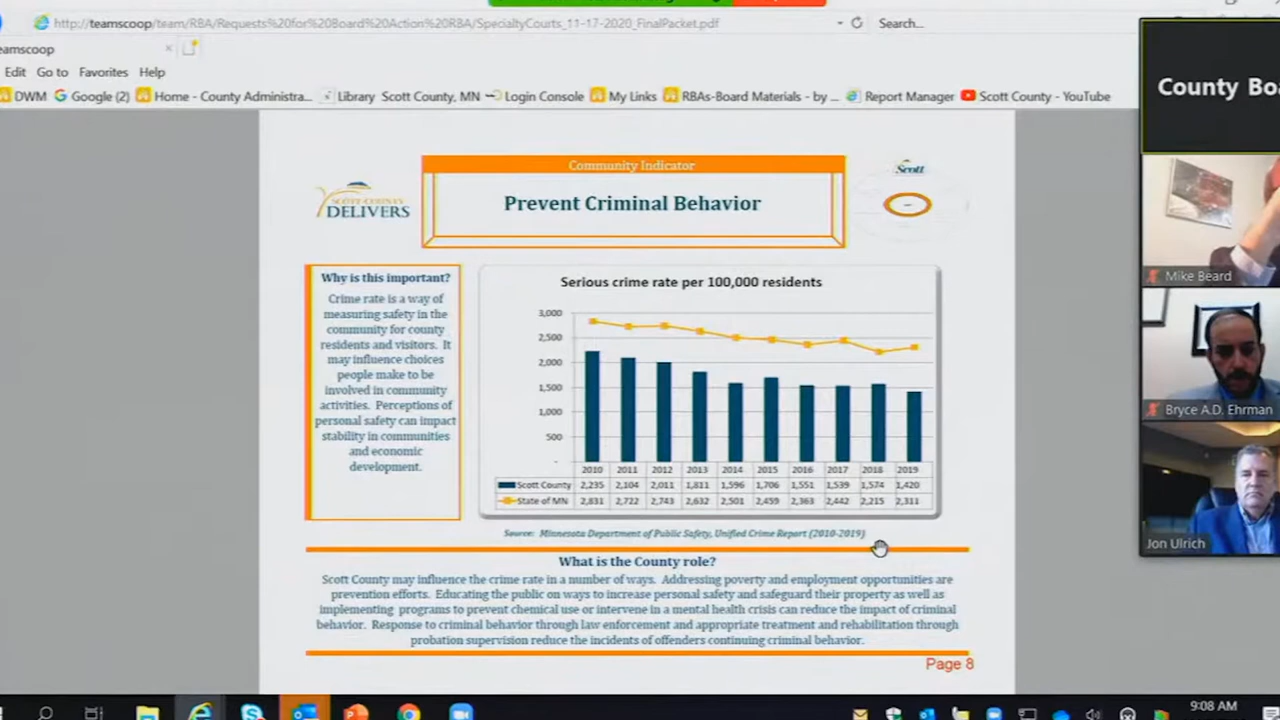 http://teamscoop/team/RBA/Requests%20for%20Board%20Action%20RBA/SpecialtyCourts_11-17-2020_FinalPacket.pdf
Search...
eamscoop
Edit Go to Favorites Help
DWM Google (2) Home - County Administra... Library Scott County, MN Login Console My Links RBAs-Board Materials - by ... Report Manager Scott County - YouTube
County Boa
Community Indicator
SCOTT COUNTY
DELIVERS
Prevent Criminal Behavior
Scott
Why is this important?
Crime rate is a way of
measuring safety in the
community for county
residents and visitors. It
may influence choices
people make to be
involved in community
activities. Perceptions of
personal safety can impact
stability in communities
and economic
development.
Serious crime rate per 100,000 residents
3,000
2,500
2,000
1,500
1,000
500
-
2010 2011 2012 2013 2014 2015 2016 2017 2018 2019
Scott County 2,235 2,104 2,011 1,811 1,596 1,706 1,551 1,539 1,574 1,420
State of MN 2,831 2,722 2,743 2,632 2,501 2,459 2,363 2,442 2,215 2,311
Source: Minnesota Department of Public Safety, Unified Crime Report (2010-2019)
What is the County role?
Scott County may influence the crime rate in a number of ways. Addressing poverty and employment opportunities are
prevention efforts. Educating the public on ways to increase personal safety and safeguard their property as well as
implementing programs to prevent chemical use or intervene in a mental health crisis can reduce the impact of criminal
behavior. Response to criminal behavior through law enforcement and appropriate treatment and rehabilitation through
probation supervision reduce the incidents of offenders continuing criminal behavior.
Page 8
Mike Beard
Bryce A.D. Ehrman
Jon Ulrich
9:08 AM